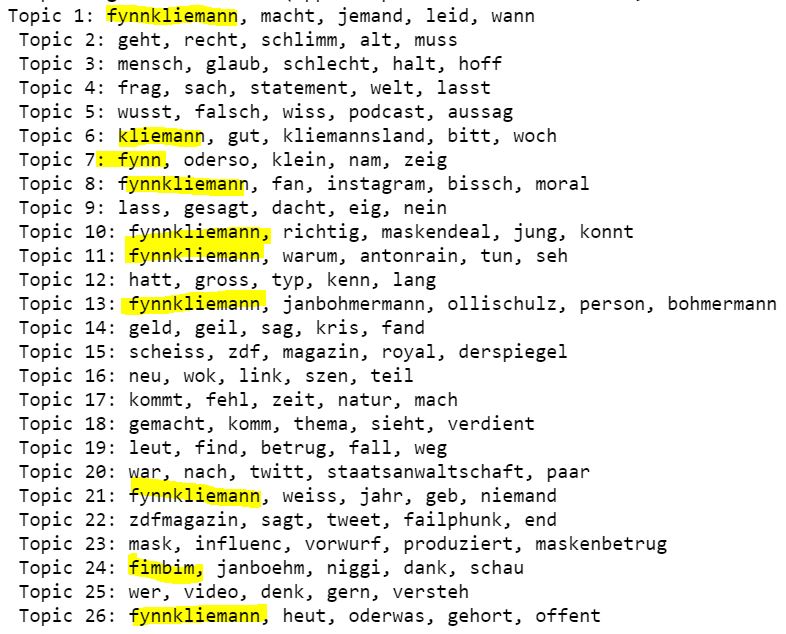 Topic 1: fynnkliemann, macht, jemand, leid, wann
Topic 2: geht, recht, schlimm, alt, muss
Topic 3: mensch, glaub, schlecht, halt, hoff
Topic 4: frag, sach, statement, welt, lasst
Topic 5: wusst, falsch, wiss, podcast, aussag
Topic 6: kliemann, gut, kliemannsland, bitt, woch
Topic 7: fynn, oderso, klein, nam, zeig
Topic 8: fynnkliemann, fan, instagram, bissch, moral
Topic 9: lass, gesagt, dacht, eig, nein
Topic 10: fynnkliemann, richtig, maskendeal, jung, konnt
Topic 11: fynnkliemann, warum, antonrain, tun, seh
Topic 12: hatt, gross, typ, kenn, lang
Topic 13: fynnkliemann, janbohmermann, ollischulz, person, bohmermann
Topic 14: geld, geil, sag, kris, fand
Topic 15: scheiss, zdf, magazin, royal, derspiegel
Topic 16: neu, wok, link, szen, teil
Topic 17: kommt, fehl, zeit, natur, mach
Topic 18: gemacht, komm, thema, sieht, verdient
Topic 19: leut, find, betrug, fall, weg
Topic 20: war, nach, twitt, staatsanwaltschaft, paar
Topic 21: fynnkliemann, weiss, jahr, geb, niemand
Topic 22: zdfmagazin, sagt, tweet, failphunk, end
Topic 23: mask, influenc, vorwurf, produziert, maskenbetrug
Topic 24: fimbim, janboehm, niggi, dank, schau
Topic 25: wer, video, denk, gern, versteh
Topic 26: fynnkliemann, heut, oderwas, gehort, offent